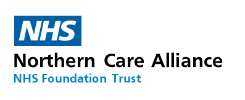 NHS
Northern Care Alliance
NHS Foundation Trust